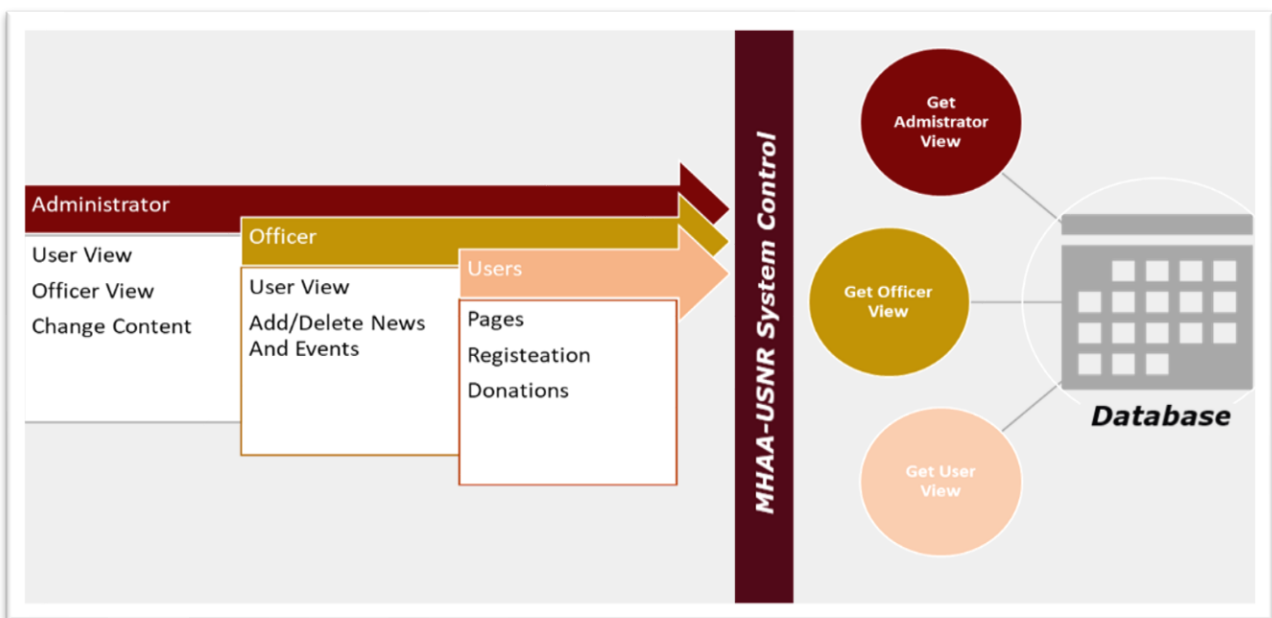 Administrator
User View
Officer View
Change Content
Officer
User View
Add/Delete News
And Events
Users
Pages
Registeation
Donations
MHAA-USNR System Control
Get
Admistrator
View
Get Officer
View
Get User
View
Database